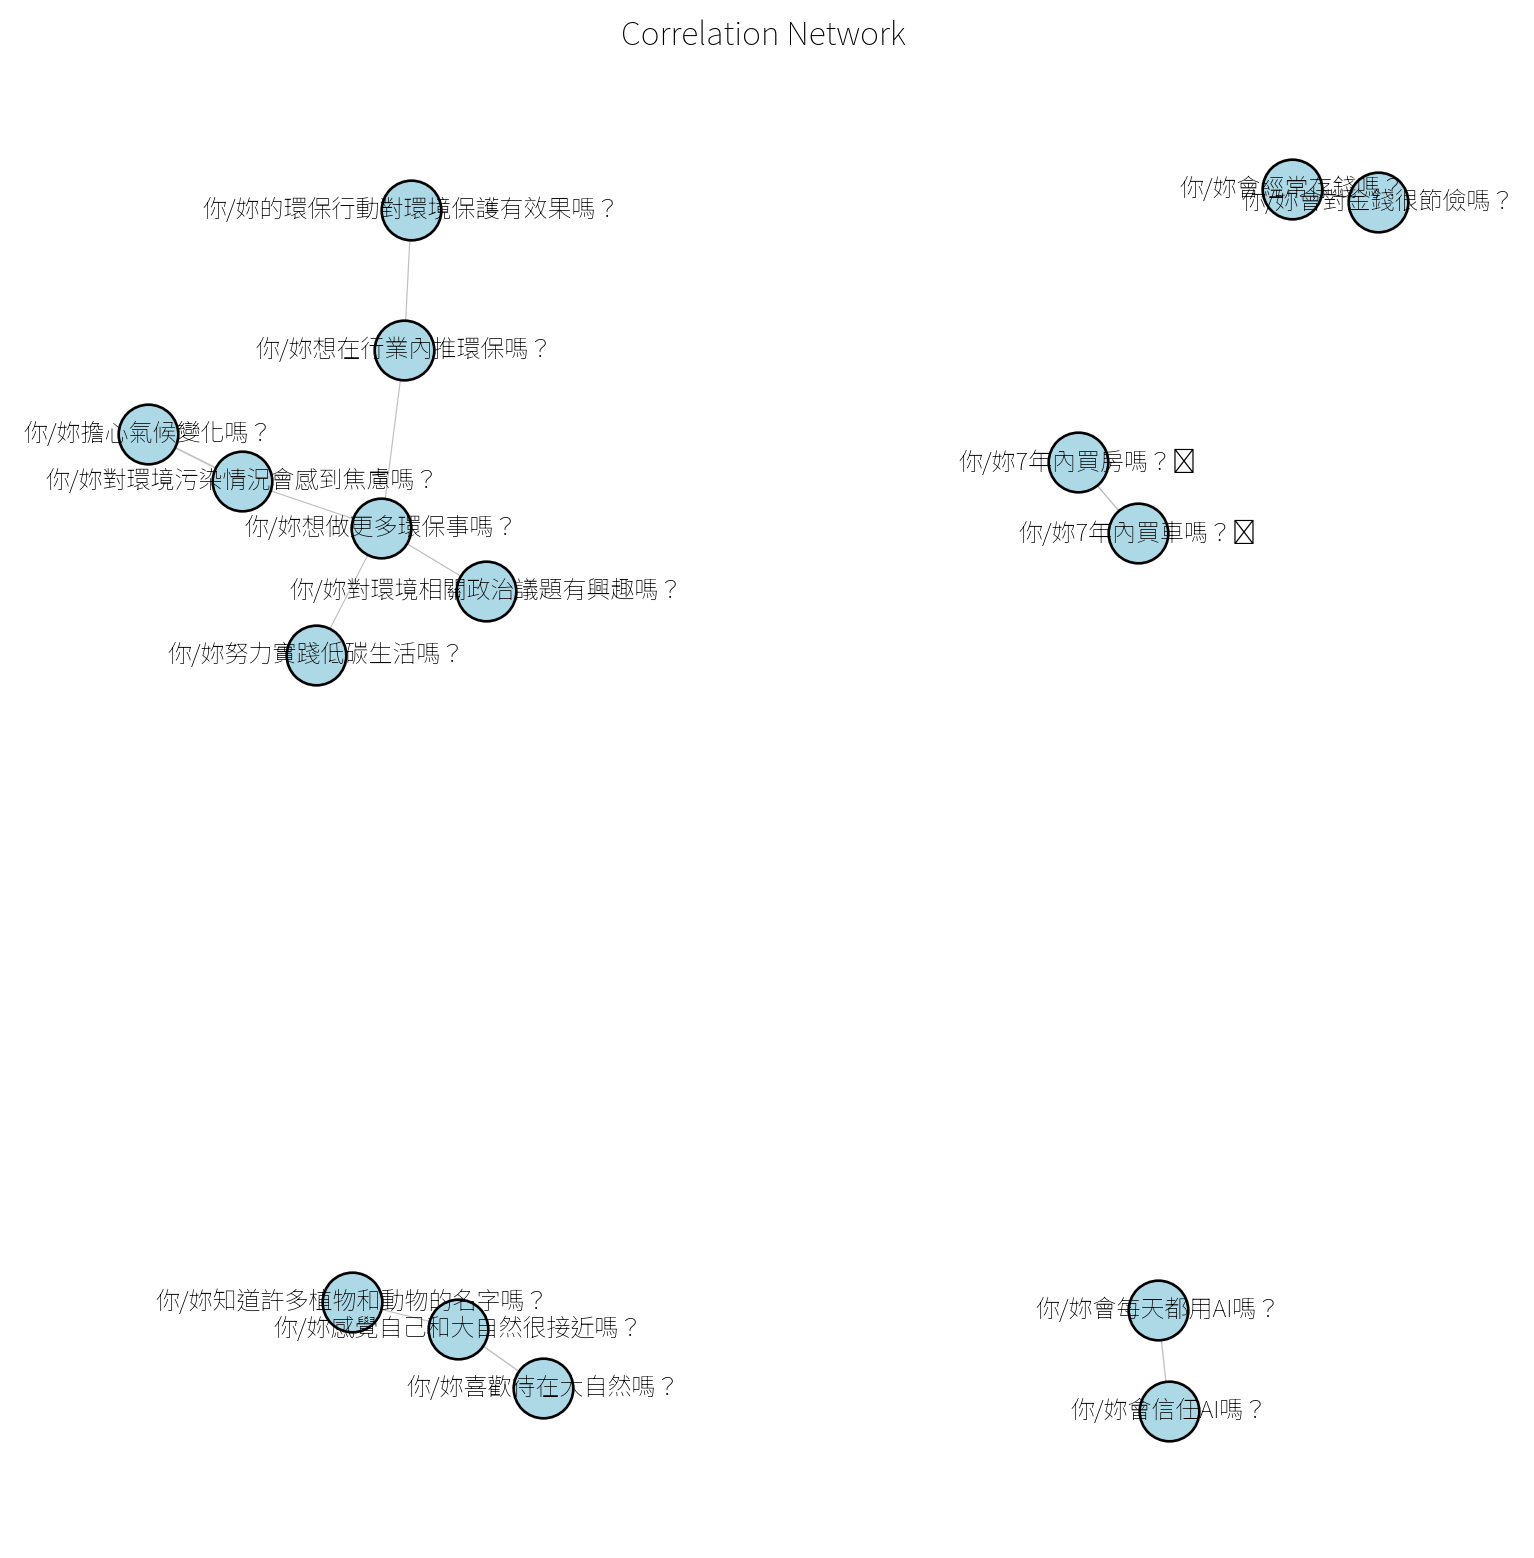 Correlation Network
你/妳會經常存錢嗎？
你/妳會對金錢很節儉嗎？
你/妳的環保行動對環境保護有效果嗎？
你/妳想在行業內推環保嗎？
你/妳擔心氣候變化嗎？
你/妳7年內買房嗎？
你/妳對環境污染情況會感到焦慮嗎？
你/妳想做更多環保事嗎？
你/妳7年內買車嗎？
你/妳對環境相關政治議題有興趣嗎？
你/妳努力實踐低碳生活嗎？
你/妳知道許多植物和動物的名字嗎？
你/妳會每天都用AI嗎？
你/妳感覺自己和大自然很接近嗎？
你/妳喜歡待在大自然嗎？
你/妳會信任AI嗎？